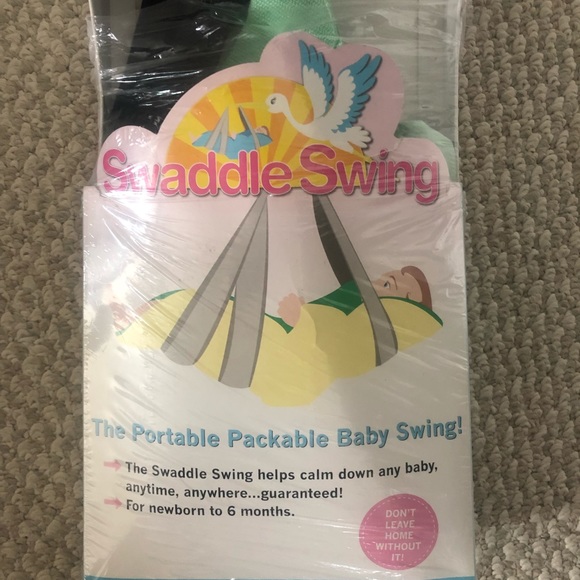 Swaddle Swing
The Portable Packable Baby Swing!
The Swaddle Swing helps calm down any baby,
anytime, anywhere...guaranteed!
For newborn to 6 months.
DON'T
LEAVE
HOME
WITHOUT
IT!